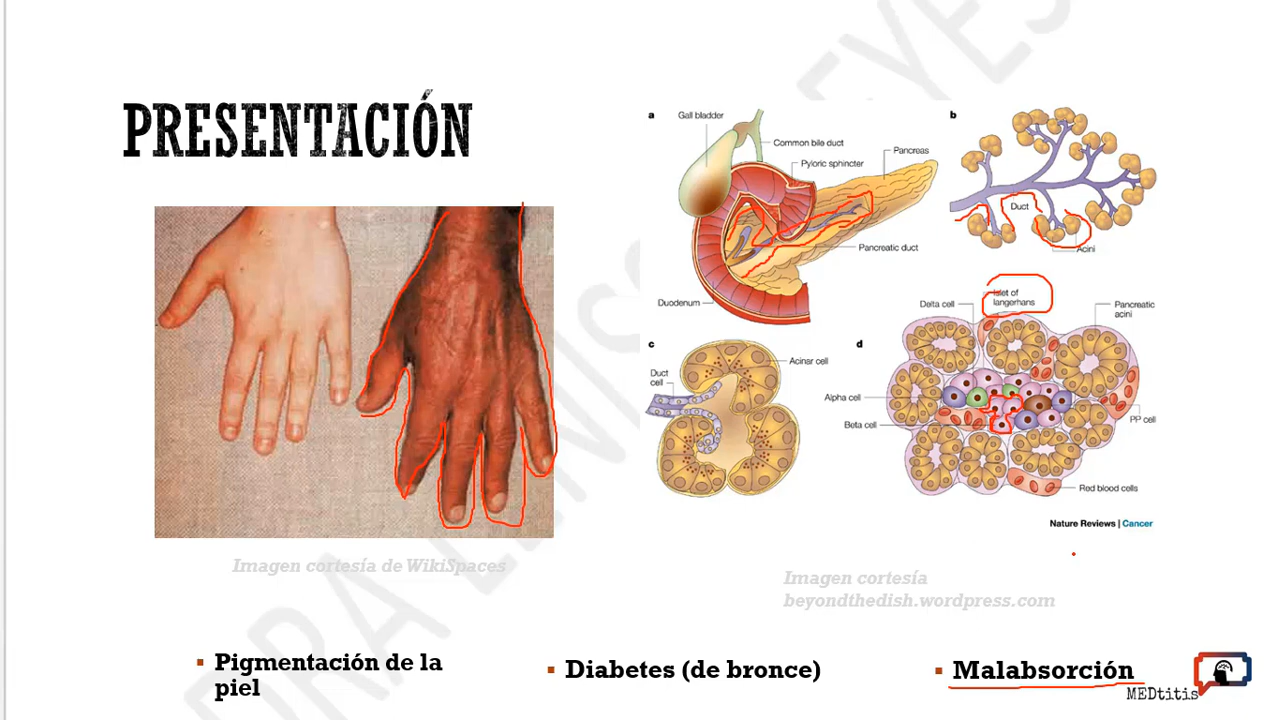 PRESENTACIÓN
a
Gall bladder
Common bile duct
Pyloric sphincter
Pancreas
Pancreatic duct
Duodenum
b
Duct
Acini
c
Acinar cell
Duct
cell
d
Islet of
langerhans
Delta cell
Pancreatic
acini
Alpha cell
Beta cell
PP cell
Red blood cells
Nature Reviews | Cancer
Imagen cortesía de WikiSpaces
Imagen cortesía
beyondthedish.wordpress.com
▪ Pigmentación de la
piel
▪ Diabetes (de bronce)
▪ Malabsorción
MEDtitis